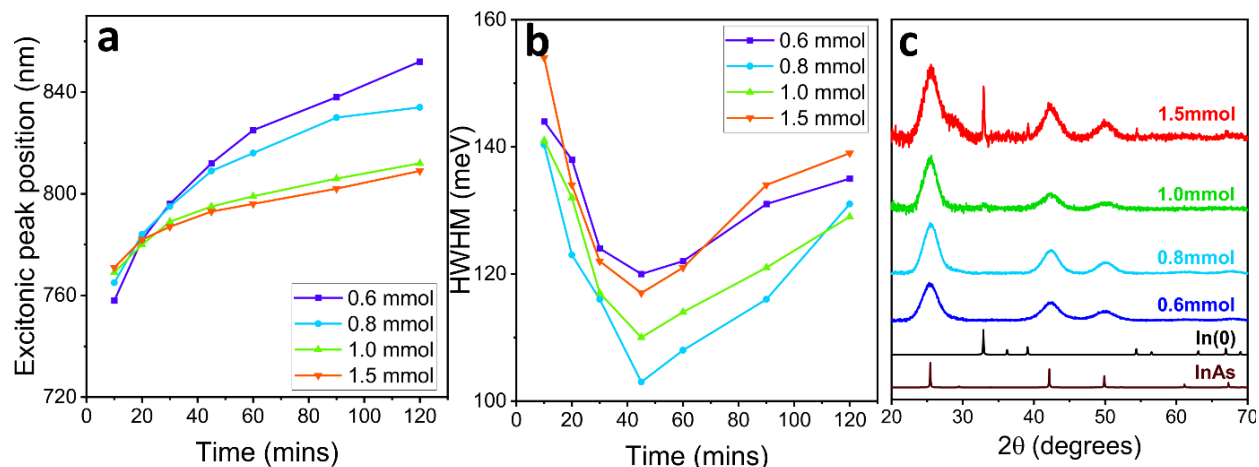 a
Excitonic peak position (nm)
840
800
760
720
0 20 40 60 80 100 120
Time (mins)
0.6 mmol
0.8 mmol
1.0 mmol
1.5 mmol
b
HWHM (meV)
160
140
120
100
0 20 40 60 80 100 120
Time (mins)
0.6 mmol
0.8 mmol
1.0 mmol
1.5 mmol
c
1.5mmol
1.0mmol
0.8mmol
0.6mmol
In(0)
InAs
20 30 40 50 60 70
2θ (degrees)